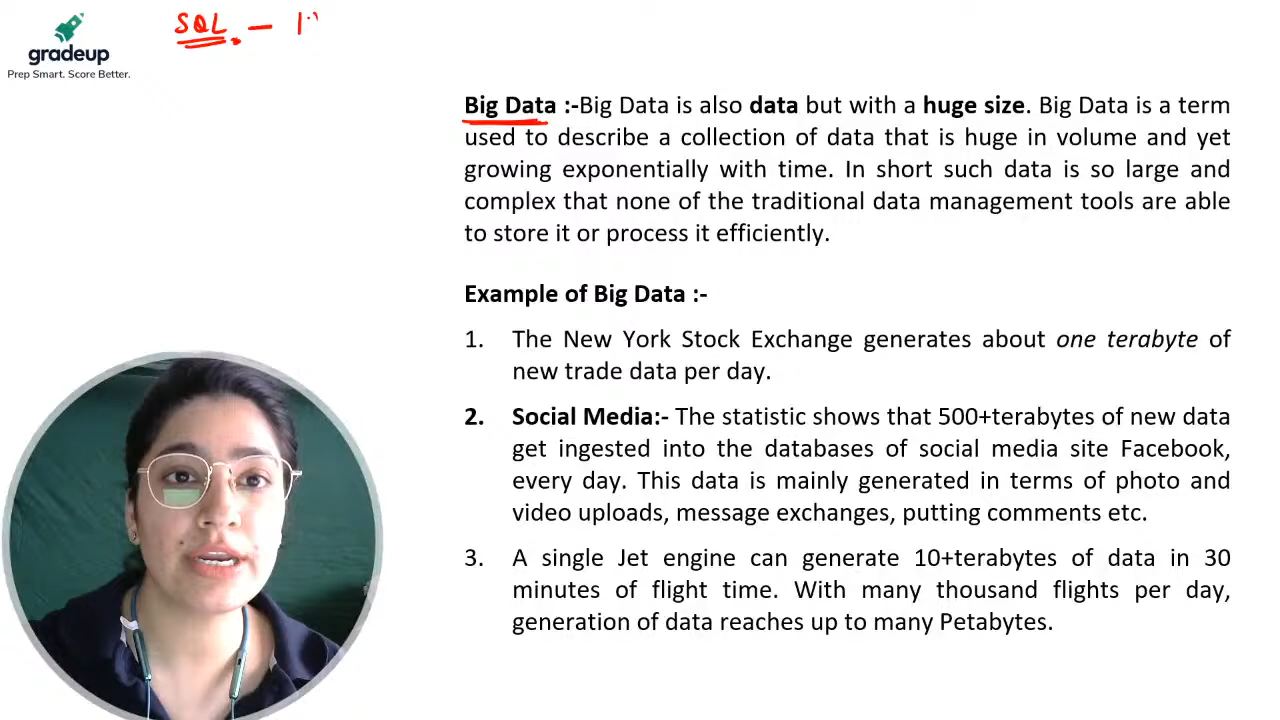 SQL. -
gradeup
Prep Smart. Score Better.
Big Data :-Big Data is also data but with a huge size. Big Data is a term
used to describe a collection of data that is huge in volume and yet
growing exponentially with time. In short such data is so large and
complex that none of the traditional data management tools are able
to store it or process it efficiently.
Example of Big Data :-
1. The New York Stock Exchange generates about one terabyte of
new trade data per day.
2. Social Media:- The statistic shows that 500+terabytes of new data
get ingested into the databases of social media site Facebook,
every day. This data is mainly generated in terms of photo and
video uploads, message exchanges, putting comments etc.
3. A single Jet engine can generate 10+terabytes of data in 30
minutes of flight time. With many thousand flights per day,
generation of data reaches up to many Petabytes.